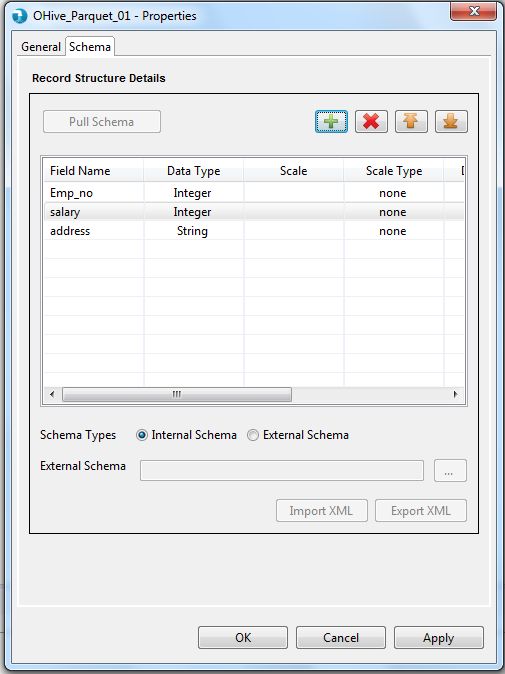 OHive_Parquet_01 - Properties
General Schema
Record Structure Details
Pull Schema
Field Name Data Type Scale Scale Type
Emp_no Integer none
salary Integer none
address String none
Schema Types Internal Schema External Schema
External Schema ...
Import XML Export XML
OK Cancel Apply